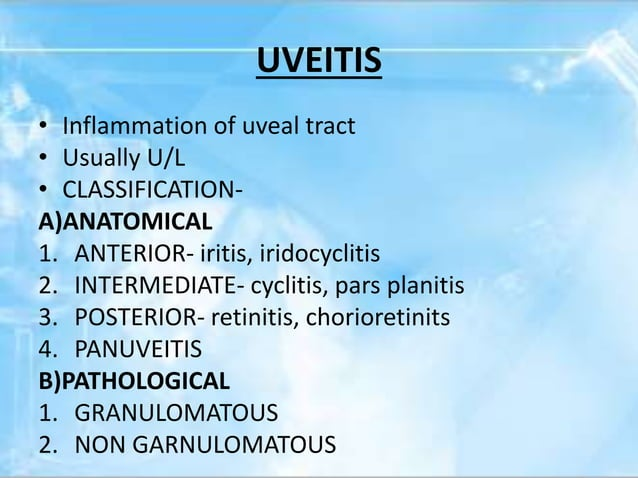 UVEITIS
• Inflammation of uveal tract
• Usually U/L
• CLASSIFICATION-
A)ANATOMICAL
1. ANTERIOR- iritis, iridocyclitis
2. INTERMEDIATE- cyclitis, pars planitis
3. POSTERIOR- retinitis, chorioretinits
4. PANUVEITIS
B)PATHOLOGICAL
1. GRANULOMATOUS
2. NON GARNULOMATOUS